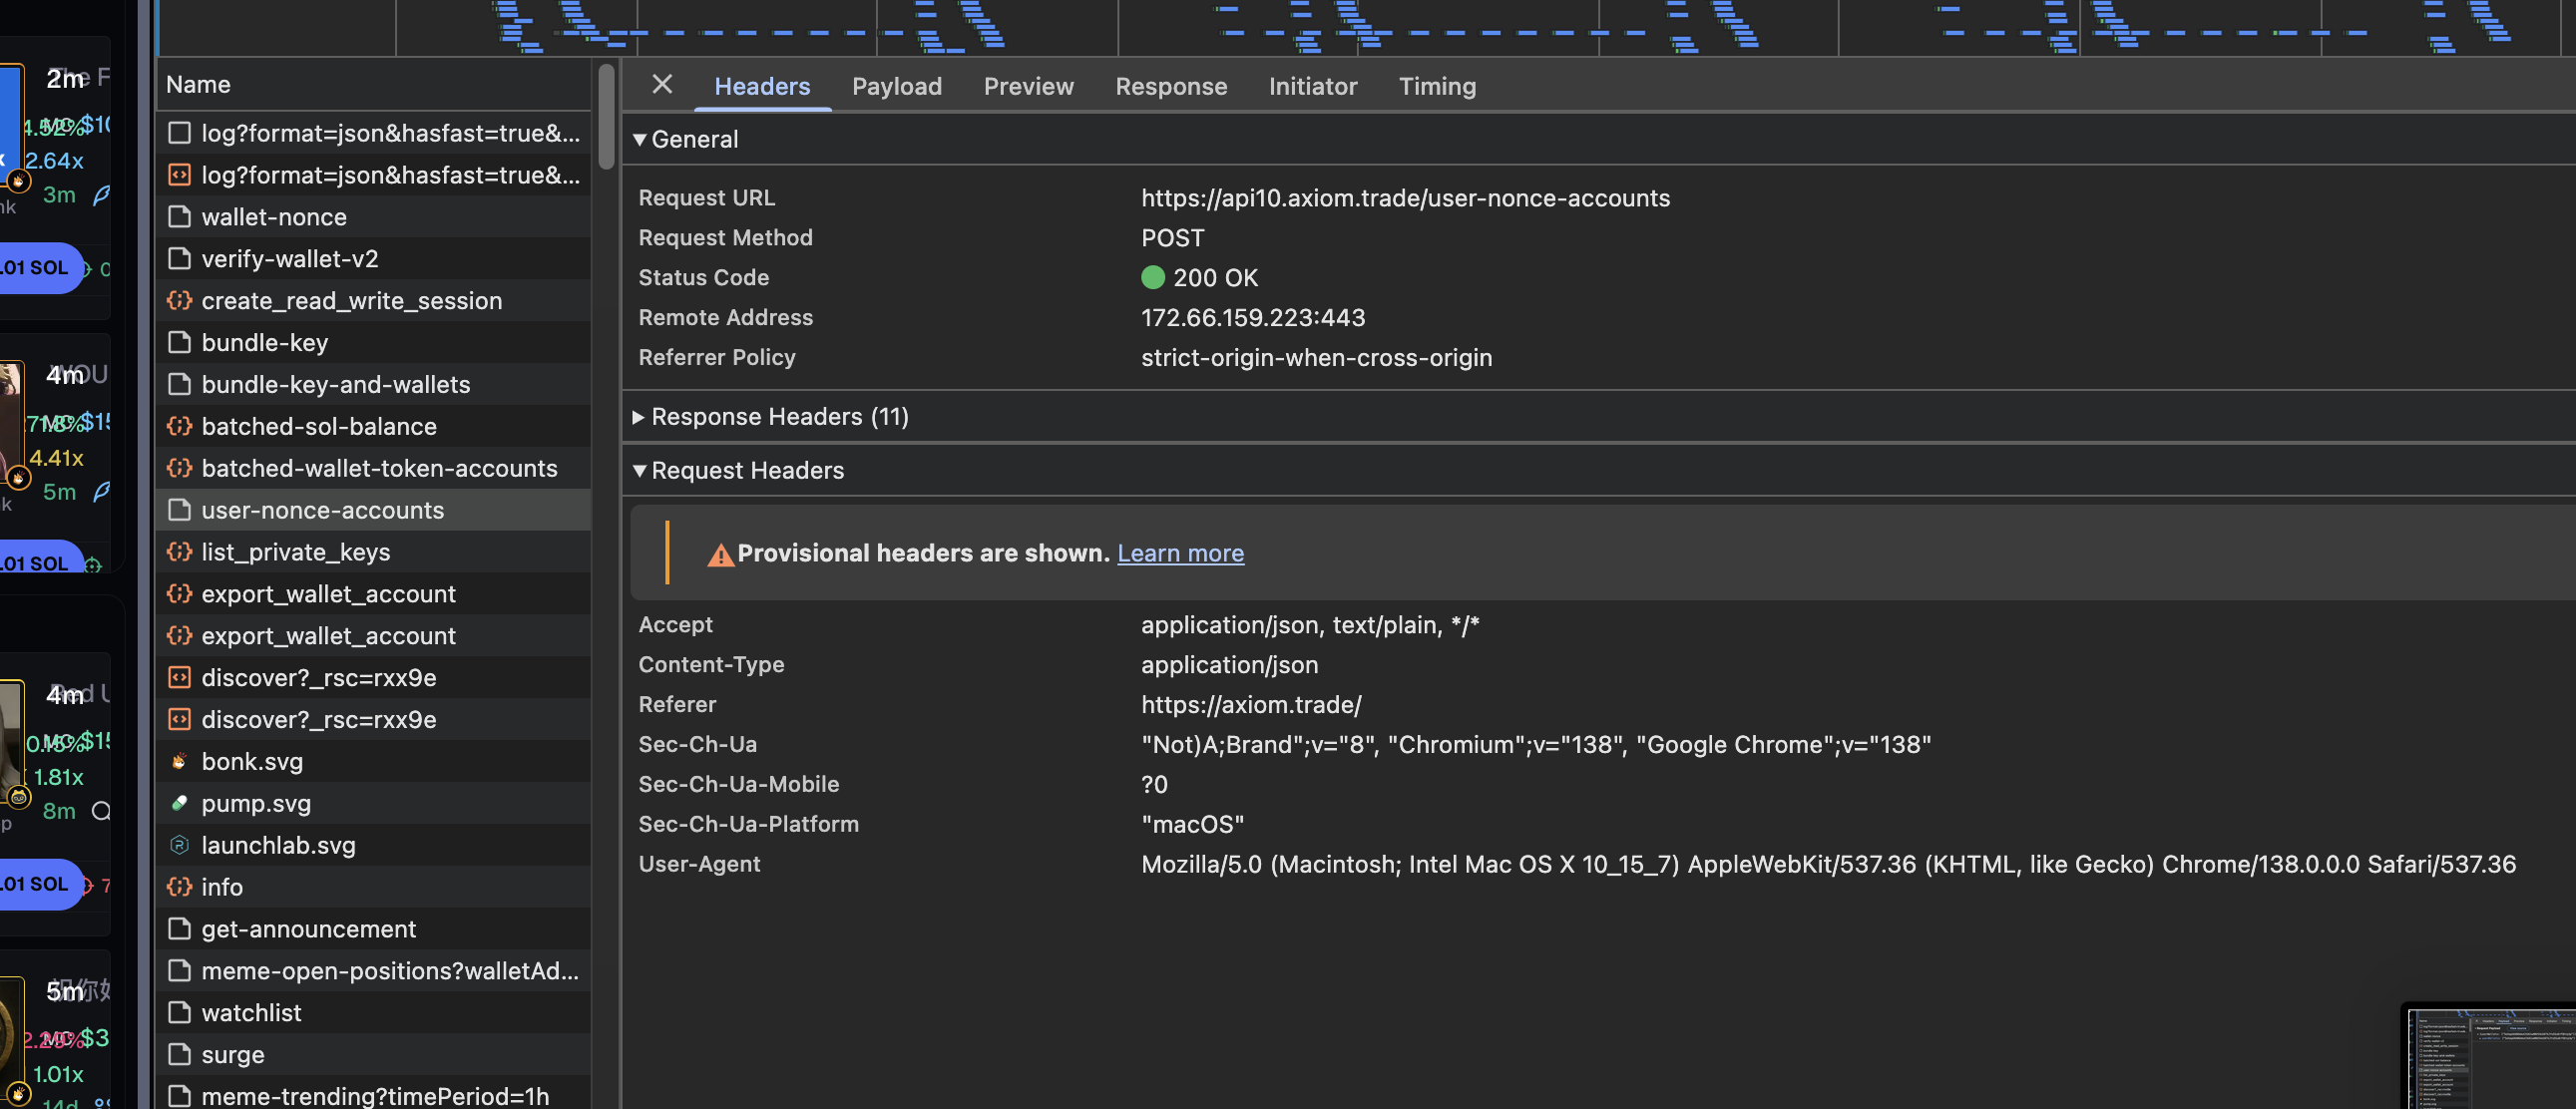 2m
$10
2.64x
3m
.01 SOL
4m
$15
4.41x
5m
.01 SOL
4m
$15
1.81x
8m
.01 SOL
7
5m
2.29%
$3
1.01x
14d
Name
log?format=json&hasfast=true&...
log?format=json&hasfast=true&...
wallet-nonce
verify-wallet-v2
create_read_write_session
bundle-key
bundle-key-and-wallets
batched-sol-balance
batched-wallet-token-accounts
user-nonce-accounts
list_private_keys
export_wallet_account
export_wallet_account
discover?_rsc=rxx9e
discover?_rsc=rxx9e
bonk.svg
pump.svg
launchlab.svg
info
get-announcement
meme-open-positions?walletAd...
watchlist
surge
meme-trending?timePeriod=1h
Headers Payload Preview Response Initiator Timing
General
Request URL https://api10.axiom.trade/user-nonce-accounts
Request Method POST
Status Code 200 OK
Remote Address 172.66.159.223:443
Referrer Policy strict-origin-when-cross-origin
Response Headers (11)
Request Headers
Provisional headers are shown. Learn more
Accept application/json, text/plain, */*
Content-Type application/json
Referer https://axiom.trade/
Sec-Ch-Ua "Not)A;Brand";v="8", "Chromium";v="138", "Google Chrome";v="138"
Sec-Ch-Ua-Mobile ?0
Sec-Ch-Ua-Platform "macOS"
User-Agent Mozilla/5.0 (Macintosh; Intel Mac OS X 10_15_7) AppleWebKit/537.36 (KHTML, like Gecko) Chrome/138.0.0.0 Safari/537.36